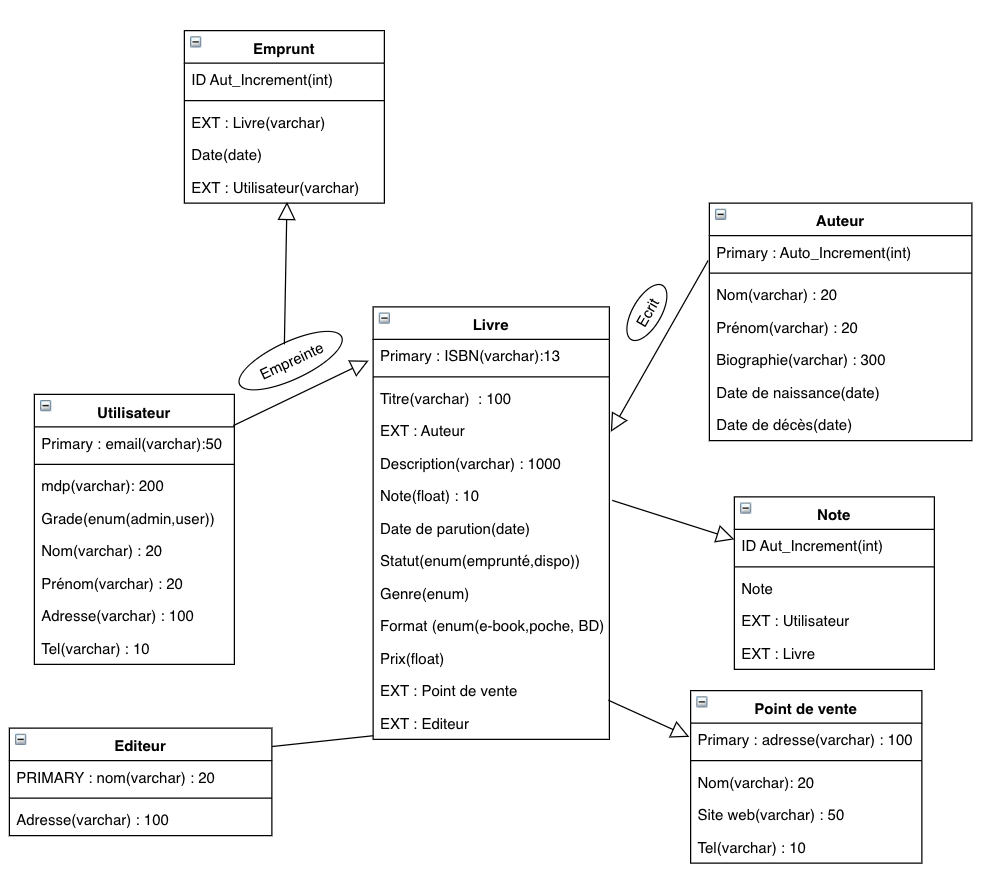 Emprunt
ID Aut_Increment(int)
EXT : Livre(varchar)
Date(date)
EXT : Utilisateur(varchar)
Auteur
Primary : Auto_Increment(int)
Nom(varchar) : 20
Prénom(varchar) : 20
Biographie(varchar) : 300
Date de naissance(date)
Date de décès(date)
Ecrit
Empreinte
Livre
Primary : ISBN(varchar):13
Titre(varchar) : 100
EXT : Auteur
Description(varchar) : 1000
Note(float) : 10
Date de parution(date)
Statut(enum(emprunté,dispo))
Genre(enum)
Format (enum(e-book,poche, BD)
Prix(float)
EXT : Point de vente
EXT : Editeur
Utilisateur
Primary : email(varchar):50
mdp(varchar): 200
Grade(enum(admin,user))
Nom(varchar) : 20
Prénom(varchar) : 20
Adresse(varchar) : 100
Tel(varchar) : 10
Note
ID Aut_Increment(int)
Note
EXT : Utilisateur
EXT : Livre
Point de vente
Primary : adresse(varchar) : 100
Nom(varchar): 20
Site web(varchar) : 50
Tel(varchar) : 10
Editeur
PRIMARY : nom(varchar) : 20
Adresse(varchar) : 100